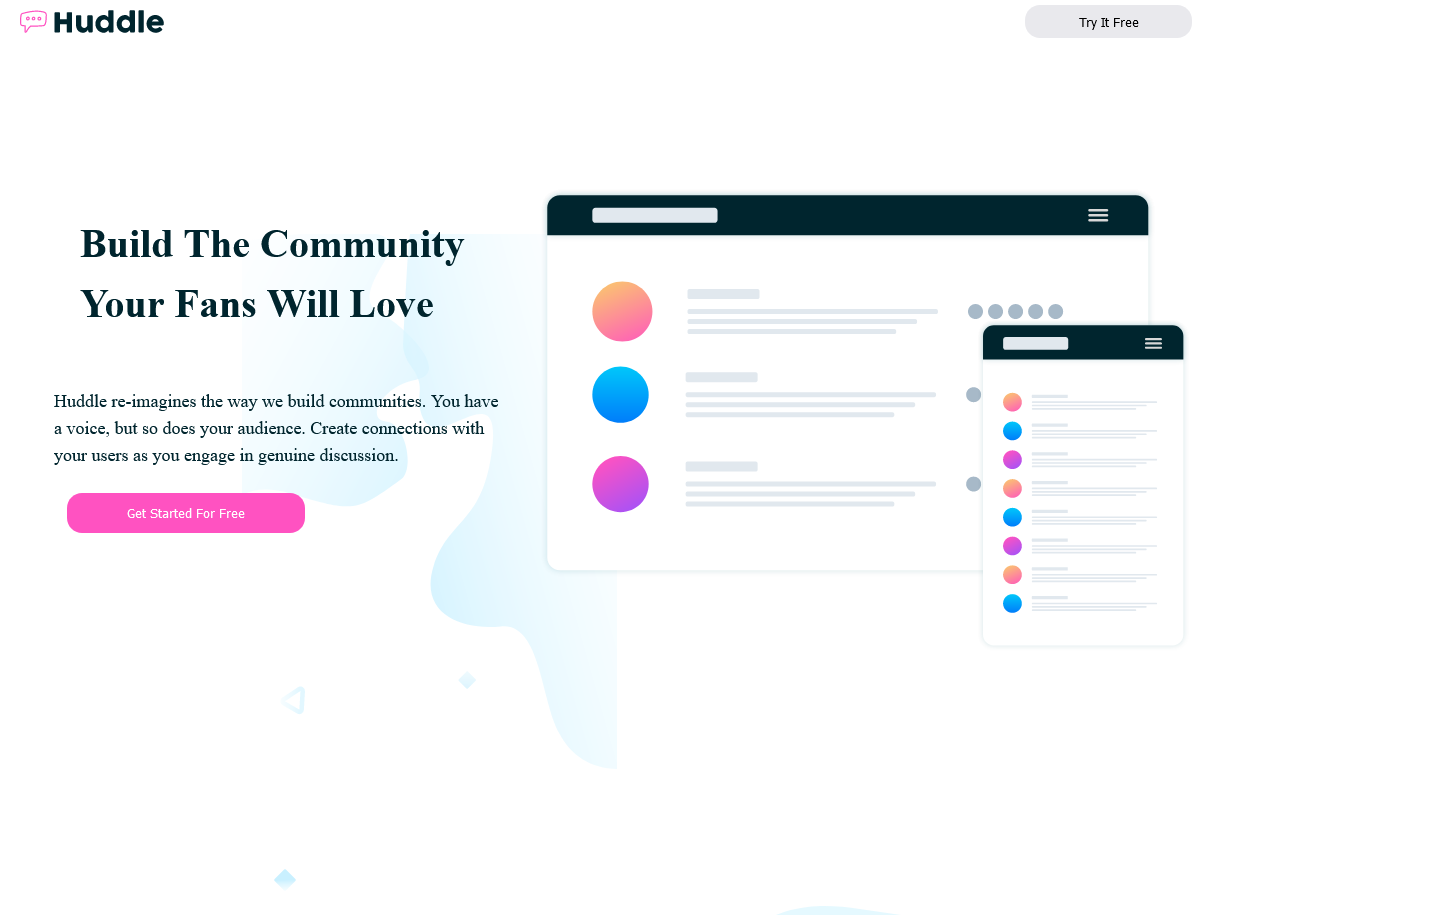 Huddle
Try It Free
Build The Community
Your Fans Will Love
Huddle re-imagines the way we build communities. You have
a voice, but so does your audience. Create connections with
your users as you engage in genuine discussion.
Get Started For Free